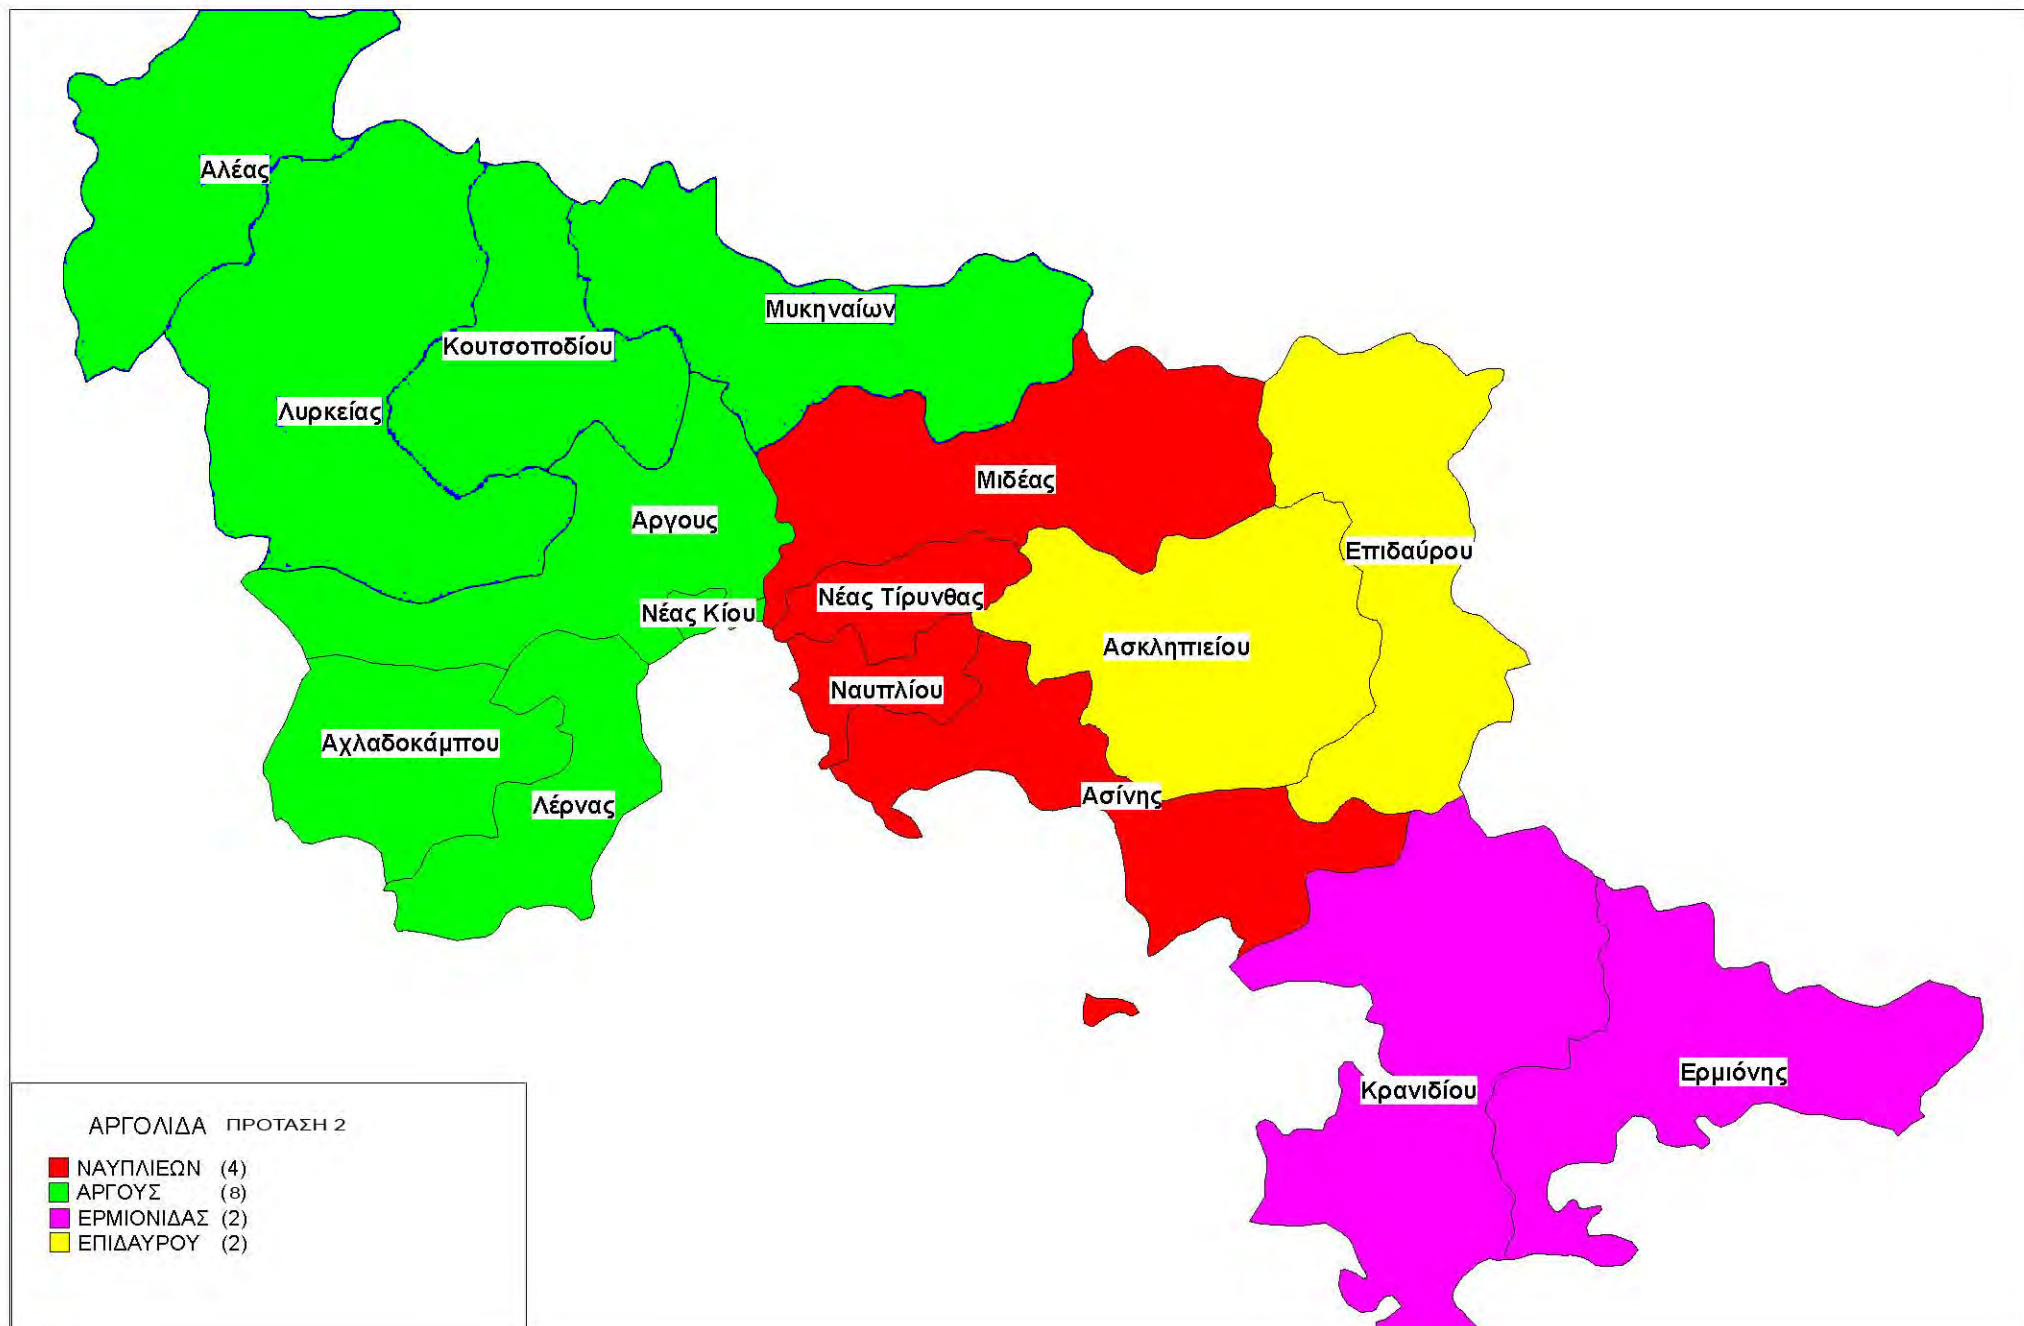 Αλέας
Μυκηναίων
Κουτσοποδίου
Λυρκείας
Μιδέας
Αργους
Επιδαύρου
Νέας Τίρυνθας
Νέας Κίου
Ασκληπιείου
Ναυπλίου
Αχλαδοκάμπου
Ασίνης
Λέρνας
Ερμιόνης
Κρανιδίου
ΑΡΓΟΛΙΔΑ ΠΡΟΤΑΣΗ 2
ΝΑΥΠΛΙΕΩΝ (4)
ΑΡΓΟΥΣ (8)
ΕΡΜΙΟΝΙΔΑΣ (2)
ΕΠΙΔΑΥΡΟΥ (2)